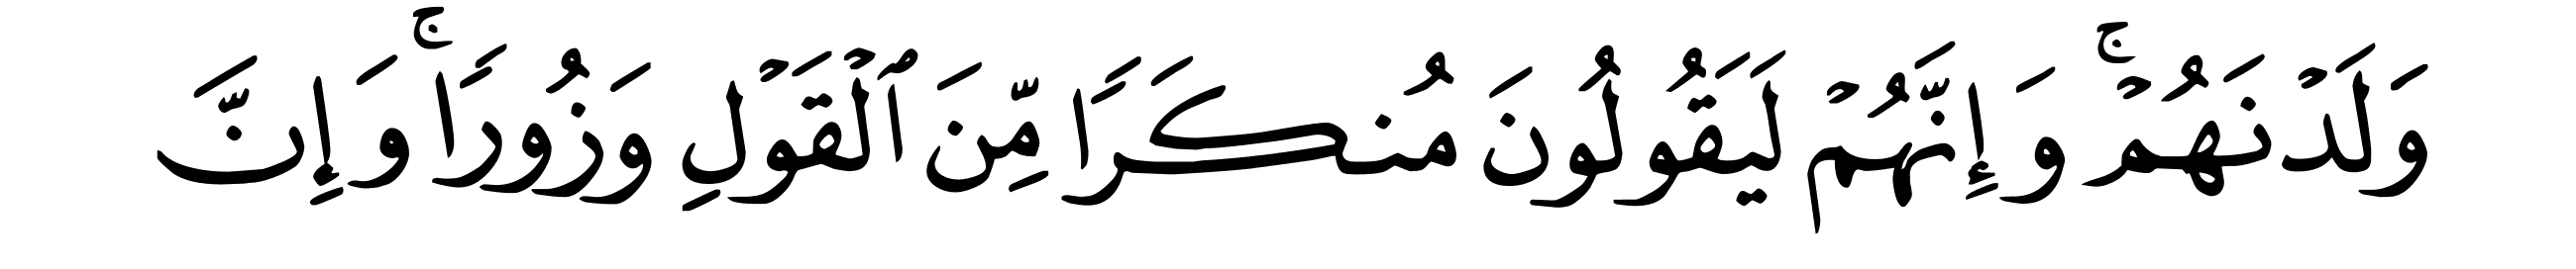 وَلَدْنَهُمْۚ وَإِنَّهُمْ لَيَقُولُونَ مُنكَرًا مِّنَ ٱلْقَوْلِ وَزُورًاۚ وَإِنَّ